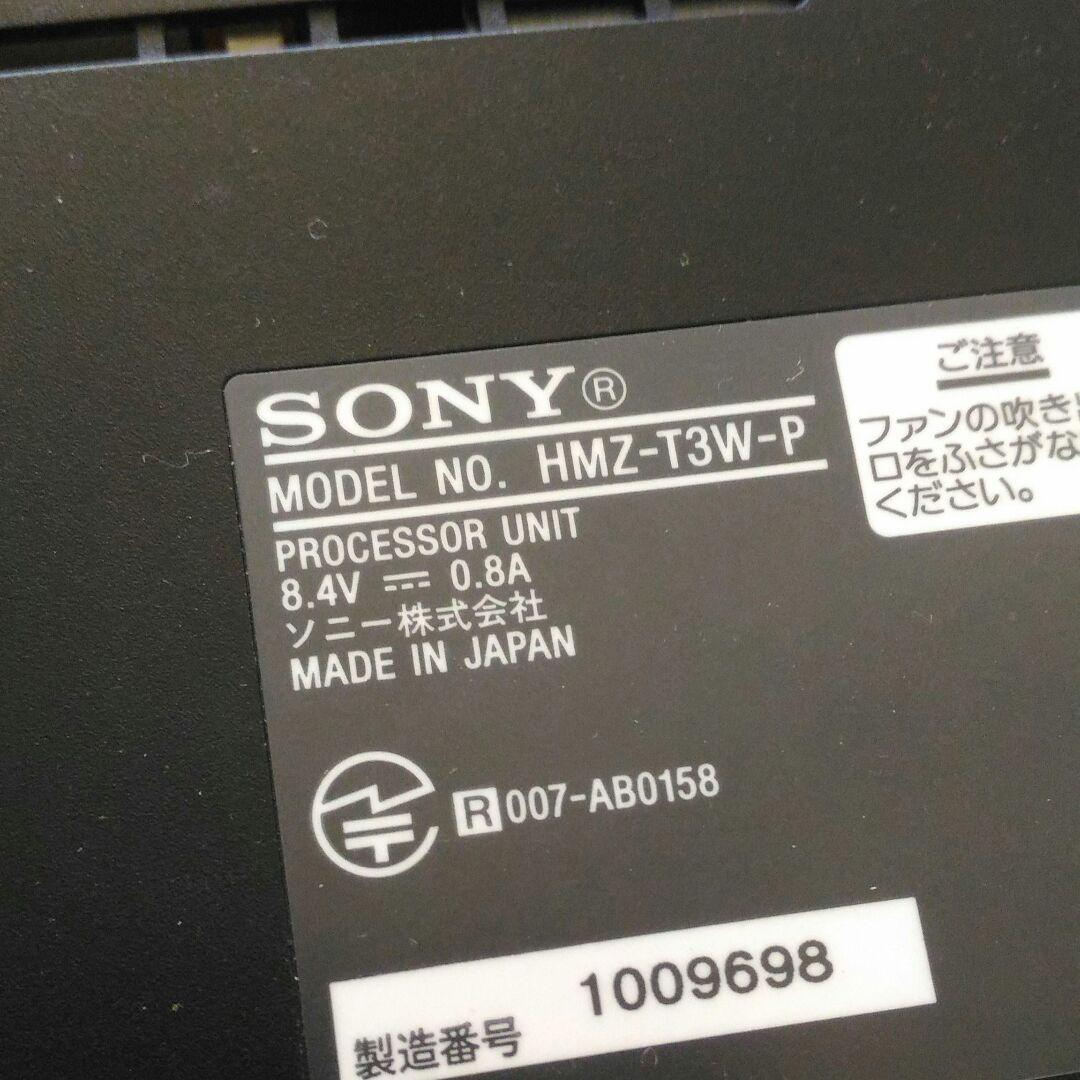 SONY®
MODEL NO. HMZ-T3W-P
PROCESSOR UNIT
8.4V ⎓ 0.8A
ソニー株式会社
MADE IN JAPAN
R 007-AB0158
製造番号 1009698
ご注意
ファンの吹き出
口をふさがな
ください。